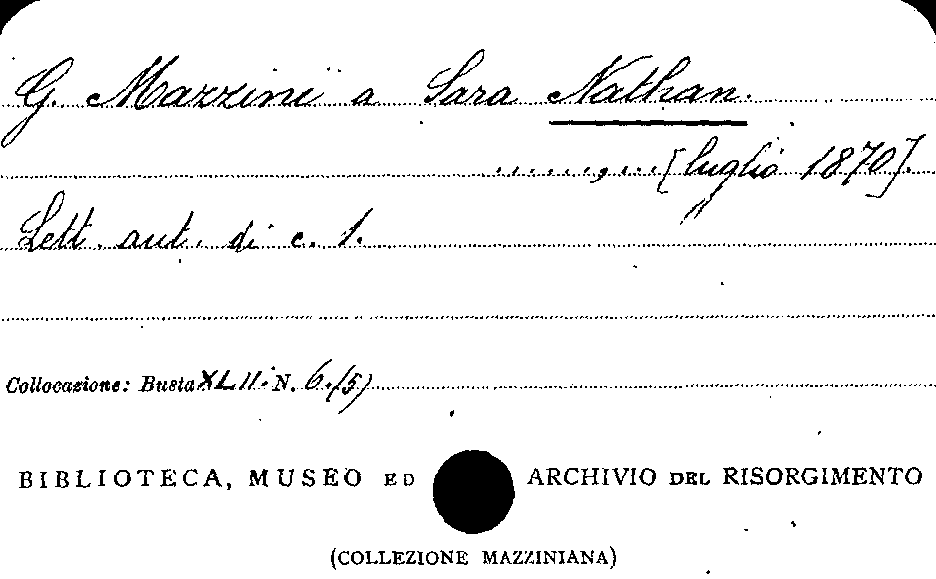 G. Mazzini a Sara Nathan.
......,...[luglio 1870].
Lett. aut. di c. 1.
Collocazione: Busta XLII. N. 6.(5)
BIBLIOTECA, MUSEO ED ARCHIVIO DEL RISORGIMENTO
(COLLEZIONE MAZZINIANA)